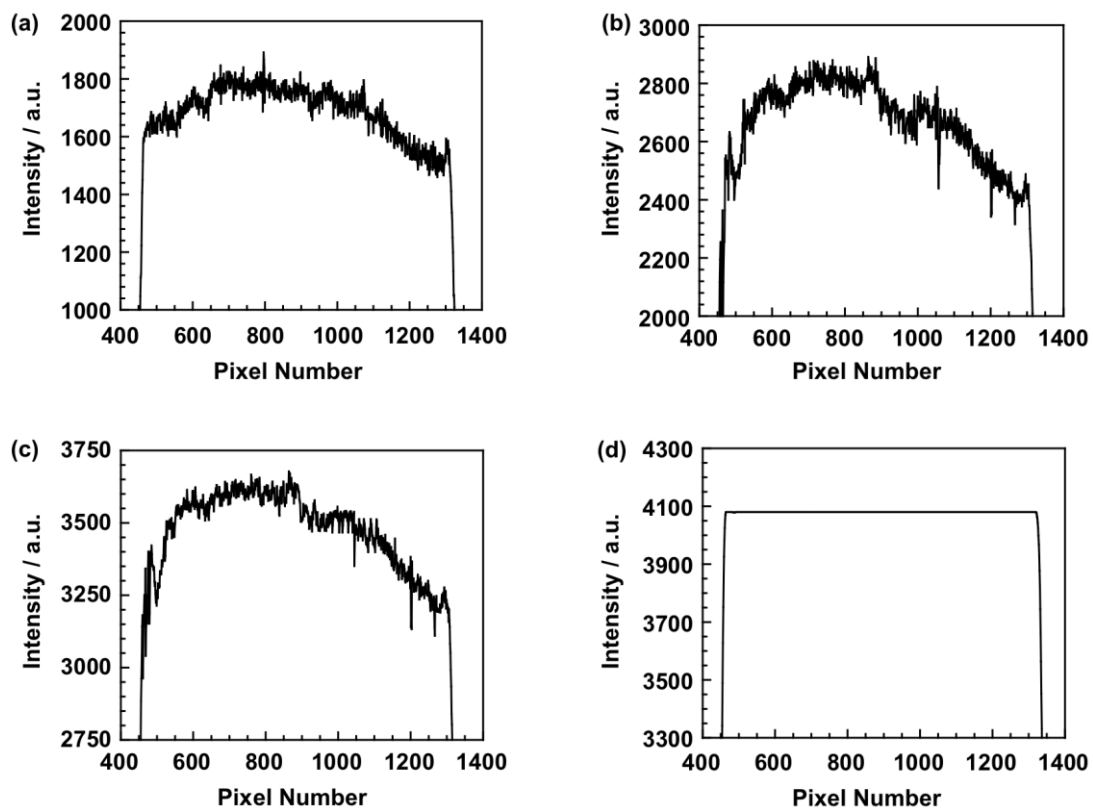 (a)
2000
1800
1600
1400
1200
1000
Intensity / a.u.
400 600 800 1000 1200 1400
Pixel Number
(b)
3000
2800
2600
2400
2200
2000
Intensity / a.u.
400 600 800 1000 1200 1400
Pixel Number
(c)
3750
3500
3250
3000
2750
Intensity / a.u.
400 600 800 1000 1200 1400
Pixel Number
(d)
4300
4100
3900
3700
3500
3300
Intensity / a.u.
400 600 800 1000 1200 1400
Pixel Number